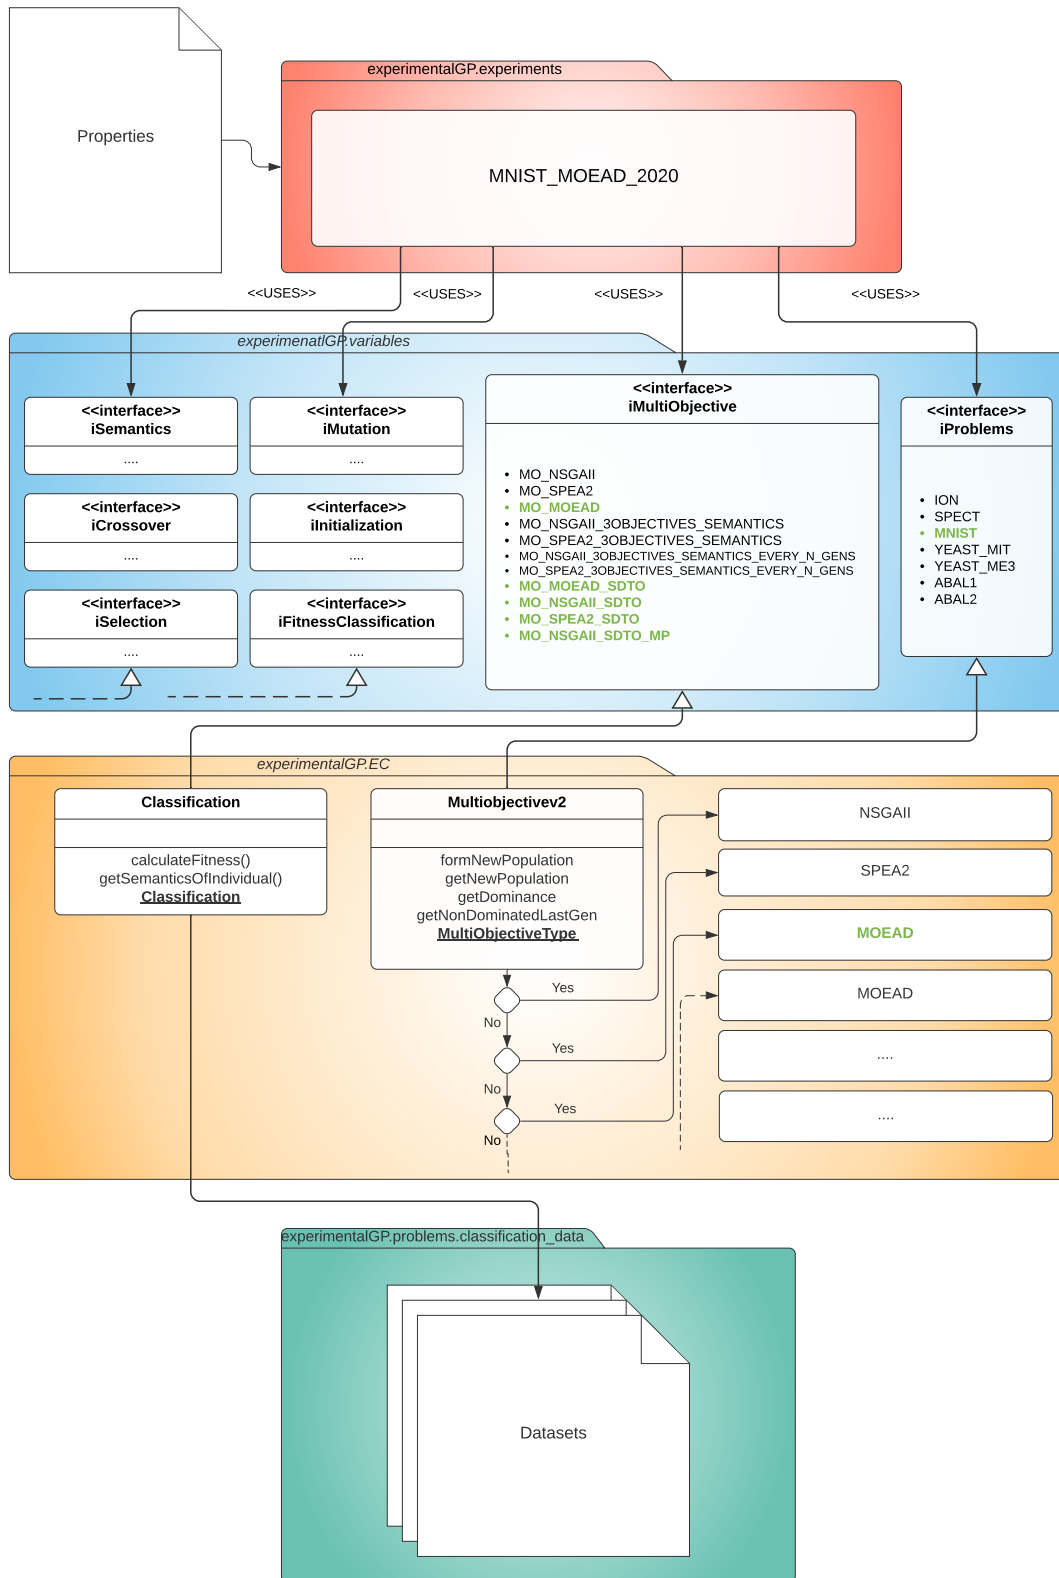 Properties
experimentalGP.experiments
MNIST_MOEAD_2020
<<USES>>
<<USES>>
<<USES>>
<<USES>>
experimenatlGP.variables
<<interface>>
iSemantics
....
<<interface>>
iMutation
....
<<interface>>
iCrossover
....
<<interface>>
iInitialization
....
<<interface>>
iSelection
....
<<interface>>
iFitnessClassification
....
<<interface>>
iMultiObjective
• MO_NSGAII
• MO_SPEA2
• MO_MOEAD
• MO_NSGAII_3OBJECTIVES_SEMANTICS
• MO_SPEA2_3OBJECTIVES_SEMANTICS
• MO_NSGAII_3OBJECTIVES_SEMANTICS_EVERY_N_GENS
• MO_SPEA2_3OBJECTIVES_SEMANTICS_EVERY_N_GENS
• MO_MOEAD_SDTO
• MO_NSGAII_SDTO
• MO_SPEA2_SDTO
• MO_NSGAII_SDTO_MP
<<interface>>
iProblems
• ION
• SPECT
• MNIST
• YEAST_MIT
• YEAST_ME3
• ABAL1
• ABAL2
experimentalGP.EC
Classification
calculateFitness()
getSemanticsOfIndividual()
Classification
Multiobjectivev2
formNewPopulation
getNewPopulation
getDominance
getNonDominatedLastGen
MultiObjectiveType
Yes
No
Yes
No
Yes
No
NSGAII
SPEA2
MOEAD
MOEAD
....
....
experimentalGP.problems.classification_data
Datasets